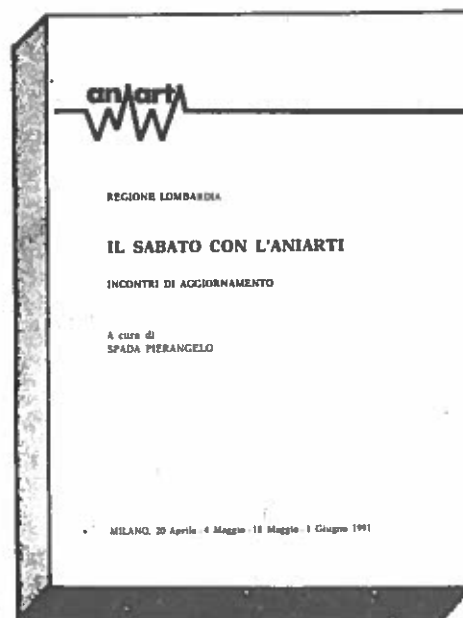 aniarti
REGIONE LOMBARDIA
IL SABATO CON L'ANIARTI
INCONTRI DI AGGIORNAMENTO
A cura di
SPADA PIERANGELO
MILANO, 20 Aprile 4 Maggio 18 Maggio 1 Giugno 1991